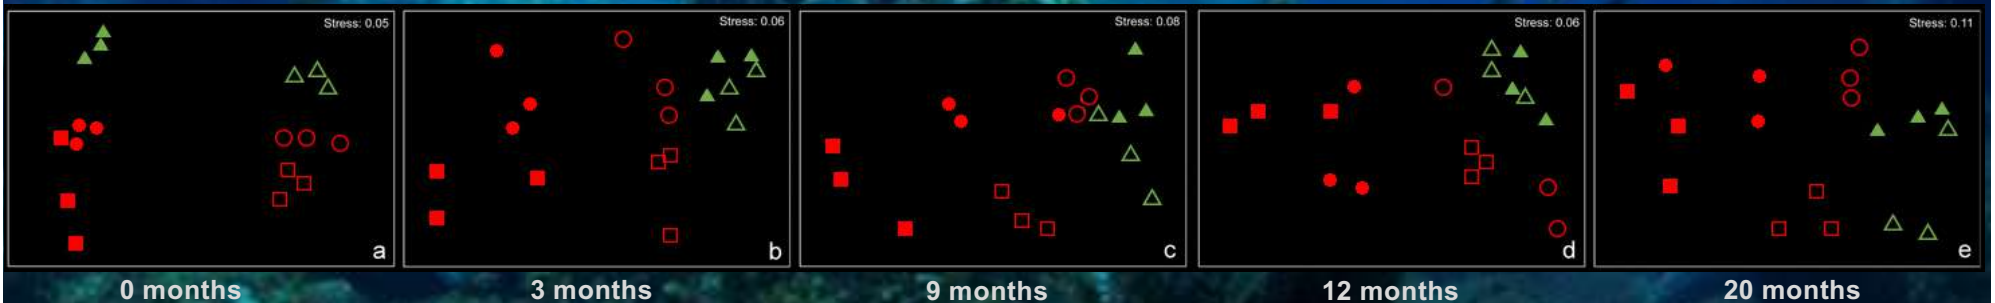 Stress: 0.05
a
Stress: 0.06
b
Stress: 0.08
c
Stress: 0.06
d
Stress: 0.11
e
0 months
3 months
9 months
12 months
20 months